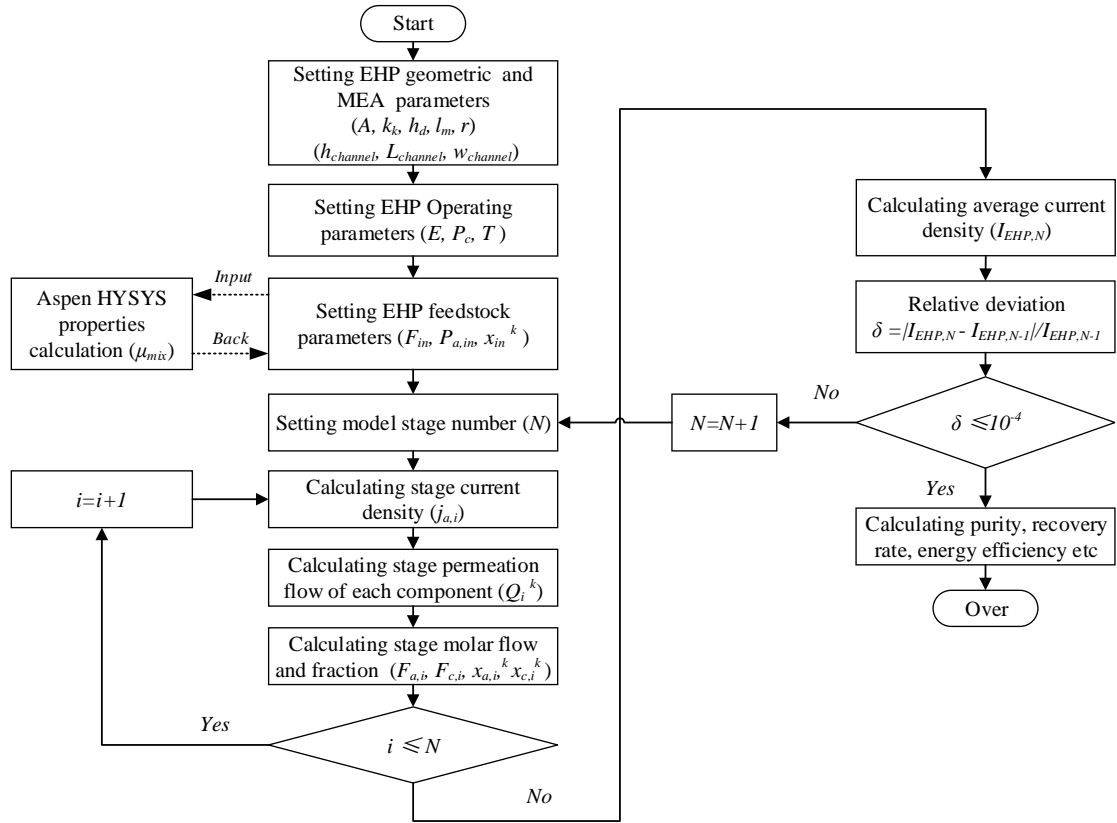 Start
Setting EHP geometric and
MEA parameters
(A, k_k, h_d, l_m, r)
(h_channel, L_channel, w_channel)
Setting EHP Operating
parameters (E, P_c, T )
Input
Aspen HYSYS
properties
calculation (μ_mix)
Back
Setting EHP feedstock
parameters (F_in, P_a,in, x_in^k )
Setting model stage number (N)
i=i+1
Calculating stage current
density (j_a,i)
Calculating stage permeation
flow of each component (Q_i^k)
Calculating stage molar flow
and fraction (F_a,i, F_c,i, x_a,i,^k x_c,i^k )
Yes
i ≤ N
No
Calculating average current
density (I_EHP,N)
Relative deviation
δ =|I_EHP,N - I_EHP,N-1|/I_EHP,N-1
No
N=N+1
δ ≤10^-4
Yes
Calculating purity, recovery
rate, energy efficiency etc
Over